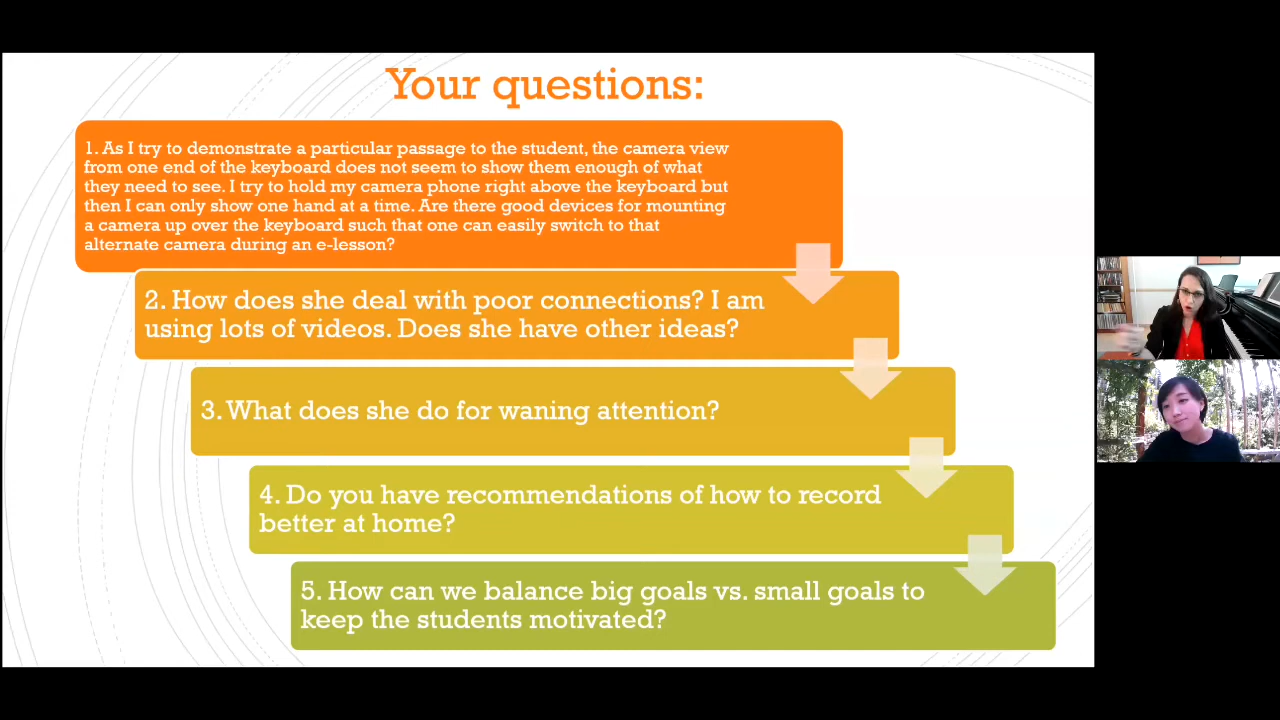 Your questions:
1. As I try to demonstrate a particular passage to the student, the camera view
from one end of the keyboard does not seem to show them enough of what
they need to see. I try to hold my camera phone right above the keyboard but
then I can only show one hand at a time. Are there good devices for mounting
a camera up over the keyboard such that one can easily switch to that
alternate camera during an e-lesson?
2. How does she deal with poor connections? I am
using lots of videos. Does she have other ideas?
3. What does she do for waning attention?
4. Do you have recommendations of how to record
better at home?
5. How can we balance big goals vs. small goals to
keep the students motivated?